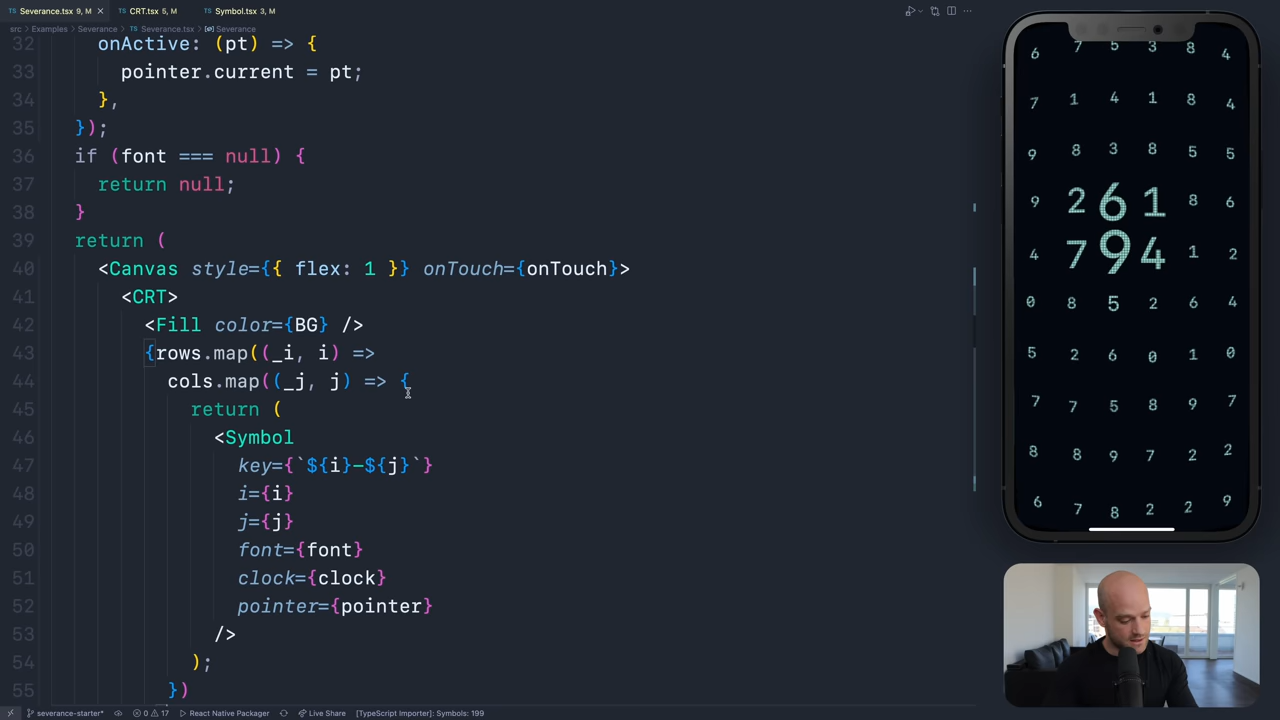 Severance.tsx 9, M
CRT.tsx 5, M
Symbol.tsx 3, M
src > Examples > Severance > Severance.tsx > Severance
32 onActive: (pt) => {
33 pointer.current = pt;
34 },
35 });
36 if (font === null) {
37 return null;
38 }
39 return (
40 <Canvas style={{ flex: 1 }} onTouch={onTouch}>
41 <CRT>
42 <Fill color={BG} />
43 {rows.map((_i, i) =>
44 cols.map((_j, j) => {
45 return (
46 <Symbol
47 key={`${i}-${j}`}
48 i={i}
49 j={j}
50 font={font}
51 clock={clock}
52 pointer={pointer}
53 />
54 );
55 })
6 7 5 3 8 4
7 1 4 1 8 4
9 8 3 8 5 5
9 2 6 1 8 6
4 7 9 4 1 2
0 8 5 2 6 4
5 2 6 0 1 0
7 7 5 8 9 7
8 8 9 7 2 2
6 7 8 2 2 9
severance-starter* 0 17 React Native Packager Live Share [TypeScript Importer]: Symbols: 199